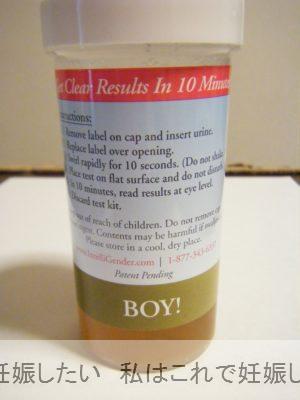 Clear Results In 10 Minutes
Instructions:
Remove label on cap and insert urine.
Replace label over opening.
Swirl rapidly for 10 seconds. (Do not shake
Place test on flat surface and do not disturb
In 10 minutes, read results at eye level.
Discard test kit.
out of reach of children. Do not remove
Contents may be harmful if
Please store in a cool, dry place.
www.IntelliGender.com | 1-877-343-
Patent Pending
BOY!
妊娠したい 私はこれで妊娠し